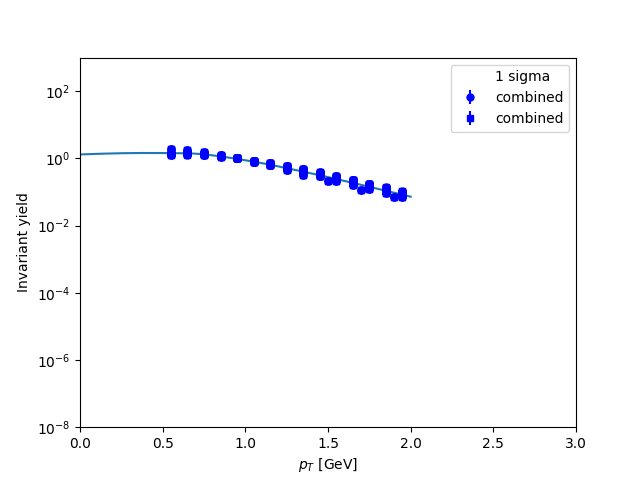 1 sigma
combined
combined
10^2
10^0
10^-2
10^-4
10^-6
10^-8
Invariant yield
0.0 0.5 1.0 1.5 2.0 2.5 3.0
p_T [GeV]